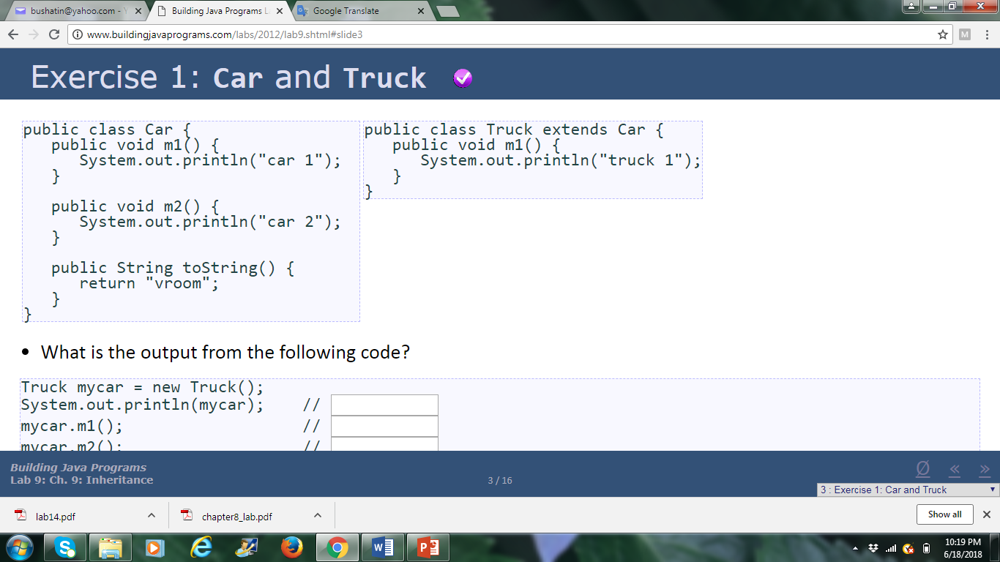 bushatin@yahoo.com - Y
Building Java Programs L
Google Translate
www.buildingjavaprograms.com/labs/2012/lab9.shtml#slide3
M
Exercise 1: Car and Truck
public class Car {
public void m1() {
System.out.println("car 1");
}
public void m2() {
System.out.println("car 2");
}
public String toString() {
return "vroom";
}
}
public class Truck extends Car {
public void m1() {
System.out.println("truck 1");
}
}
• What is the output from the following code?
Truck mycar = new Truck();
System.out.println(mycar); //
mycar.m1(); //
mycar.m2(); //
Building Java Programs
Lab 9: Ch. 9: Inheritance
3 / 16
Ø « »
3 : Exercise 1: Car and Truck
lab14.pdf
chapter8_lab.pdf
Show all
10:19 PM
6/18/2018